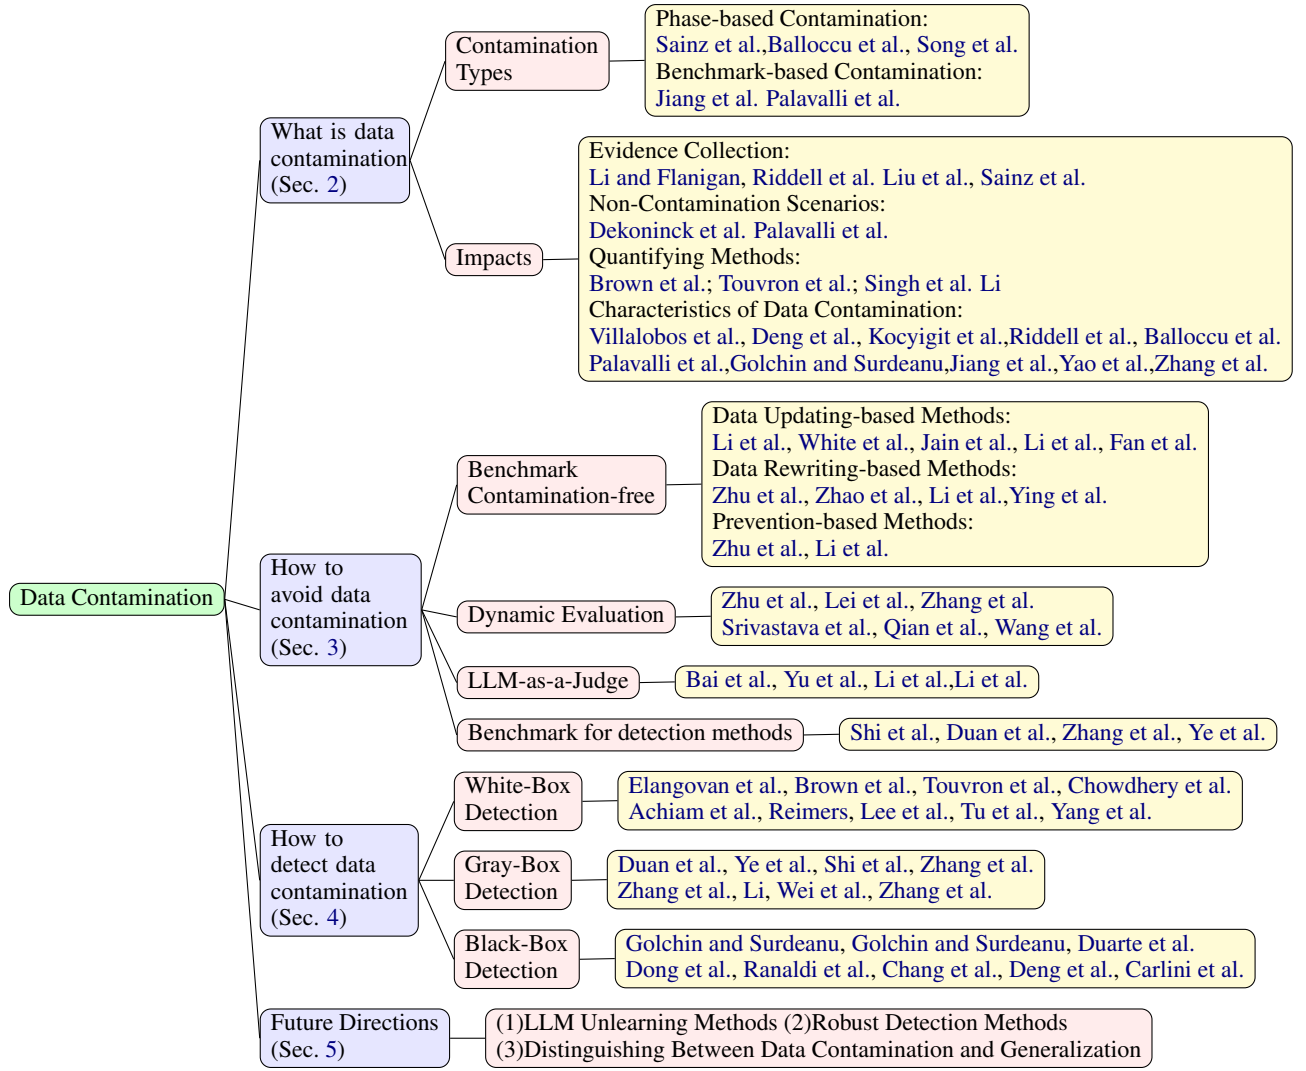 Data Contamination
What is data
contamination
(Sec. 2)
Contamination
Types
Phase-based Contamination:
Sainz et al.,Balloccu et al., Song et al.
Benchmark-based Contamination:
Jiang et al. Palavalli et al.
Impacts
Evidence Collection:
Li and Flanigan, Riddell et al. Liu et al., Sainz et al.
Non-Contamination Scenarios:
Dekoninck et al. Palavalli et al.
Quantifying Methods:
Brown et al.; Touvron et al.; Singh et al. Li
Characteristics of Data Contamination:
Villalobos et al., Deng et al., Kocyigit et al.,Riddell et al., Balloccu et al.
Palavalli et al.,Golchin and Surdeanu,Jiang et al.,Yao et al.,Zhang et al.
How to
avoid data
contamination
(Sec. 3)
Benchmark
Contamination-free
Data Updating-based Methods:
Li et al., White et al., Jain et al., Li et al., Fan et al.
Data Rewriting-based Methods:
Zhu et al., Zhao et al., Li et al.,Ying et al.
Prevention-based Methods:
Zhu et al., Li et al.
Dynamic Evaluation
Zhu et al., Lei et al., Zhang et al.
Srivastava et al., Qian et al., Wang et al.
LLM-as-a-Judge
Bai et al., Yu et al., Li et al.,Li et al.
Benchmark for detection methods
Shi et al., Duan et al., Zhang et al., Ye et al.
How to
detect data
contamination
(Sec. 4)
White-Box
Detection
Elangovan et al., Brown et al., Touvron et al., Chowdhery et al.
Achiam et al., Reimers, Lee et al., Tu et al., Yang et al.
Gray-Box
Detection
Duan et al., Ye et al., Shi et al., Zhang et al.
Zhang et al., Li, Wei et al., Zhang et al.
Black-Box
Detection
Golchin and Surdeanu, Golchin and Surdeanu, Duarte et al.
Dong et al., Ranaldi et al., Chang et al., Deng et al., Carlini et al.
Future Directions
(Sec. 5)
(1)LLM Unlearning Methods (2)Robust Detection Methods
(3)Distinguishing Between Data Contamination and Generalization